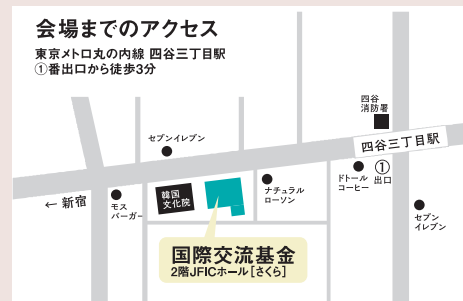 会場までのアクセス
東京メトロ丸の内線 四谷三丁目駅
①番出口から徒歩3分
四谷
消防署
四谷三丁目駅
セブンイレブン
①
出口
ドトール
コーヒー
ナチュラル
ローソン
韓国
文化院
← 新宿
モス
バーガー
セブン
イレブン
国際交流基金
2階JFICホール[さくら]